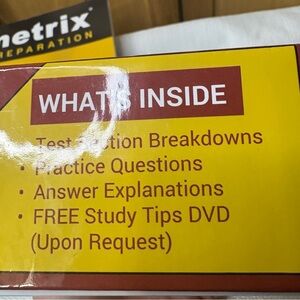 metrix
REPARATION
WHAT'S INSIDE
• Test Section Breakdowns
• Practice Questions
• Answer Explanations
• FREE Study Tips DVD
(Upon Request)